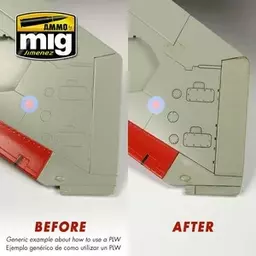 AMMO
mig
Jimenez
BEFORE
AFTER
Generic example about how to use a PLW
Ejemplo genérico de como utilizar un PLW